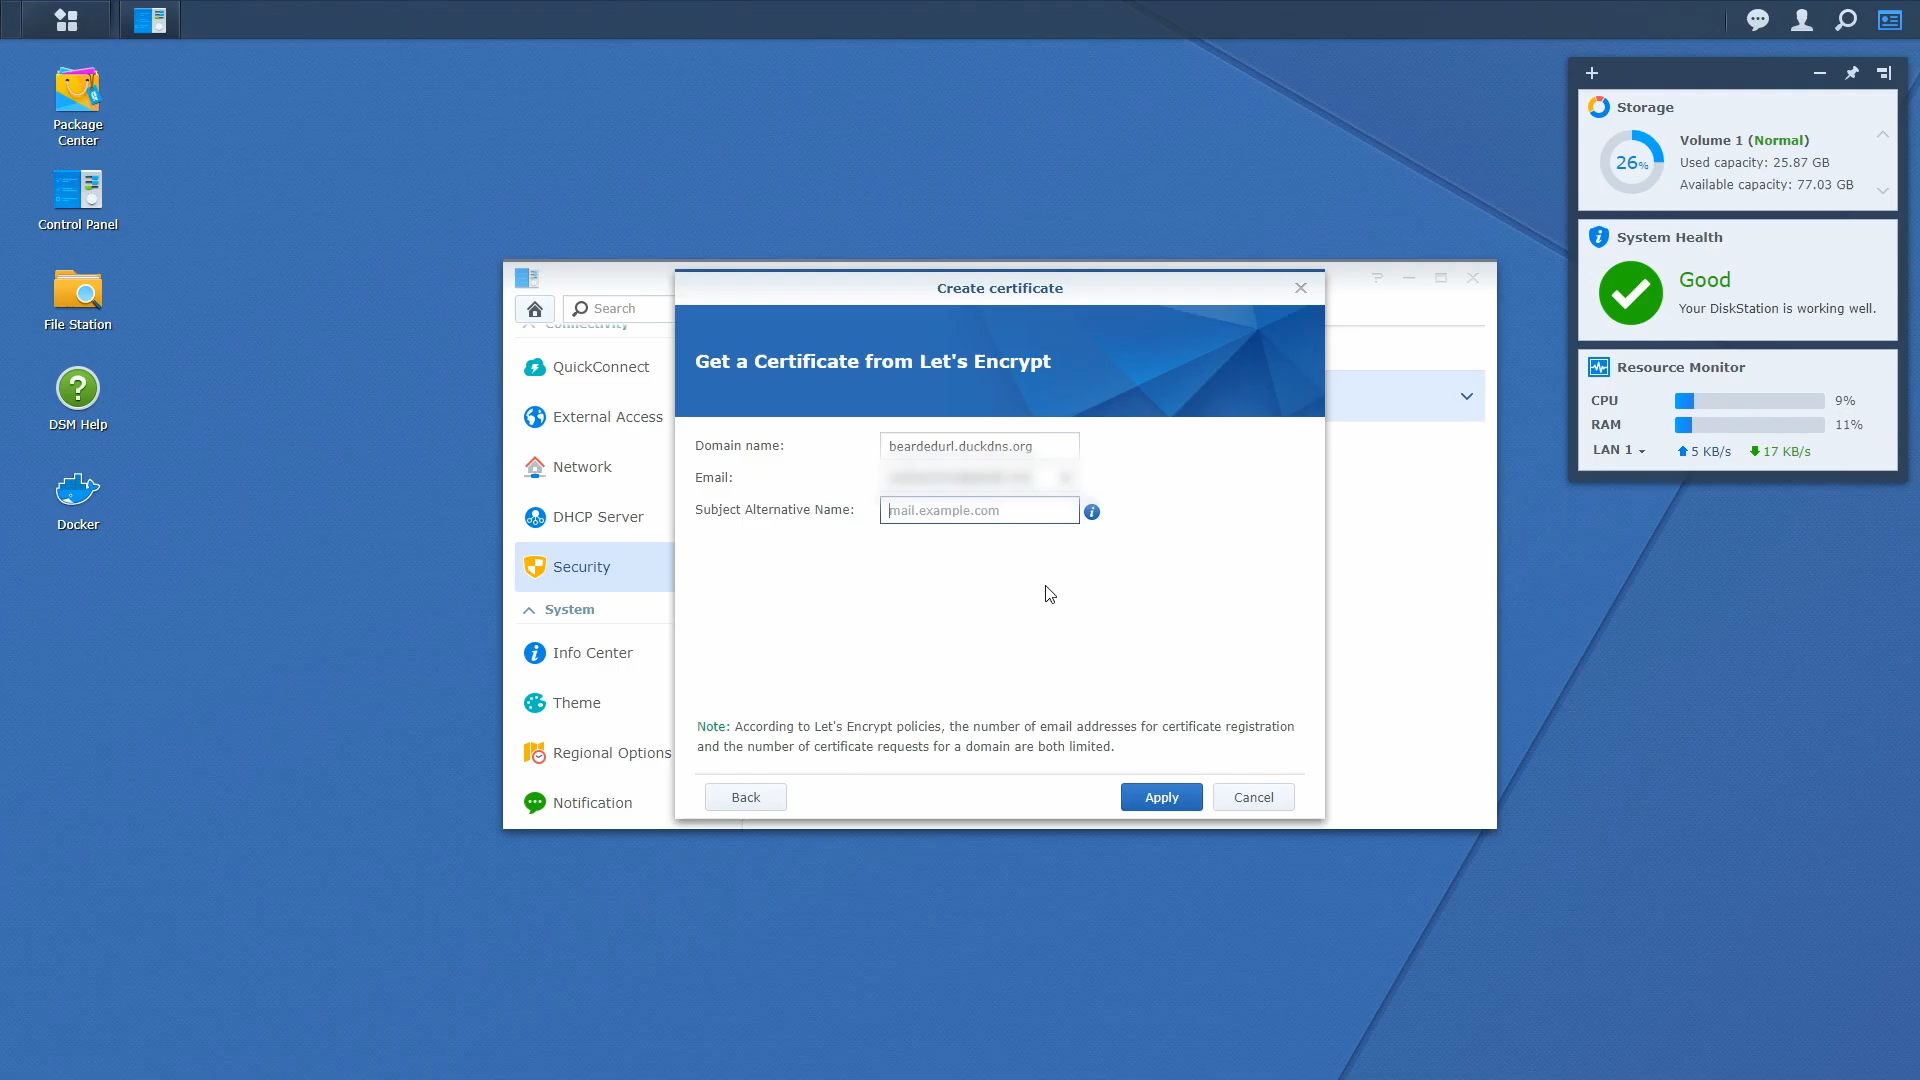 Package
Center
Control Panel
File Station
DSM Help
Docker
Search
Connectivity
QuickConnect
External Access
Network
DHCP Server
Security
System
Info Center
Theme
Regional Options
Notification
Create certificate
Get a Certificate from Let's Encrypt
Domain name: beardedurl.duckdns.org
Email:
Subject Alternative Name: mail.example.com
Note: According to Let's Encrypt policies, the number of email addresses for certificate registration
and the number of certificate requests for a domain are both limited.
Back
Apply
Cancel
Storage
26%
Volume 1 (Normal)
Used capacity: 25.87 GB
Available capacity: 77.03 GB
System Health
Good
Your DiskStation is working well.
Resource Monitor
CPU 9%
RAM 11%
LAN 1 5 KB/s 17 KB/s